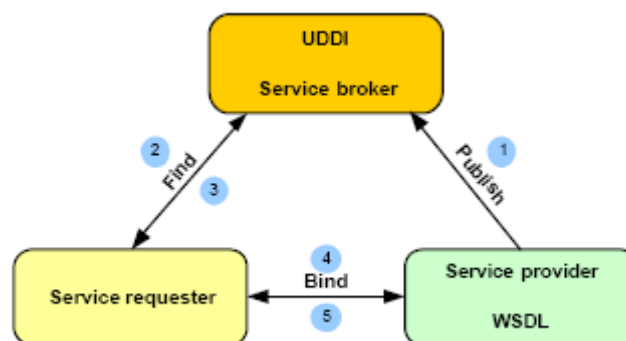 UDDI
Service broker
2
Find
3
1
Publish
Service requester
4
Bind
5
Service provider
WSDL